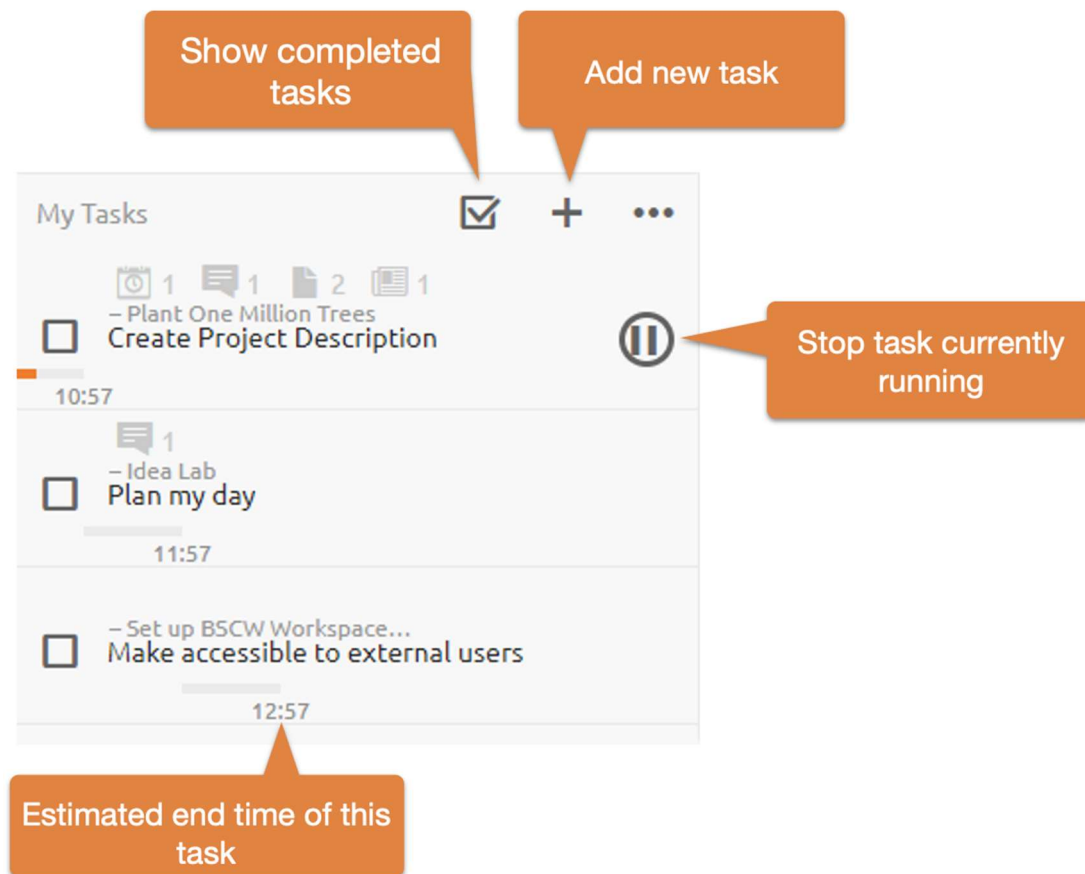 Show completed
tasks
Add new task
My Tasks
1 1 2 1
– Plant One Million Trees
Create Project Description
10:57
Stop task currently
running
1
– Idea Lab
Plan my day
11:57
– Set up BSCW Workspace...
Make accessible to external users
12:57
Estimated end time of this
task